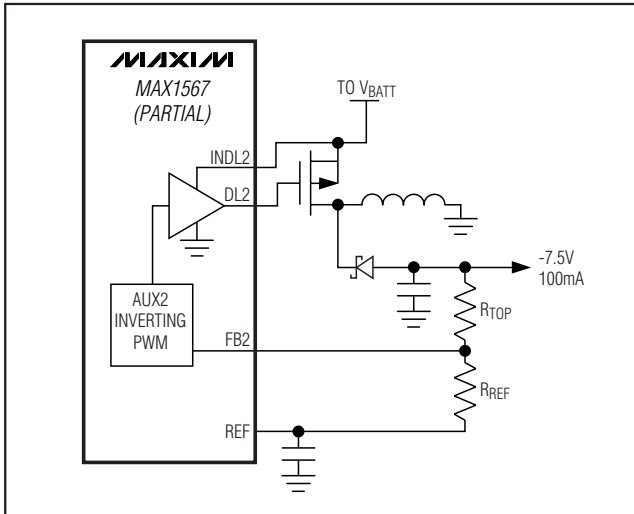 MAXIM
MAX1567
(PARTIAL)
TO VBATT
INDL2
DL2
-7.5V
100mA
AUX2
INVERTING
PWM
RTOP
FB2
RREF
REF